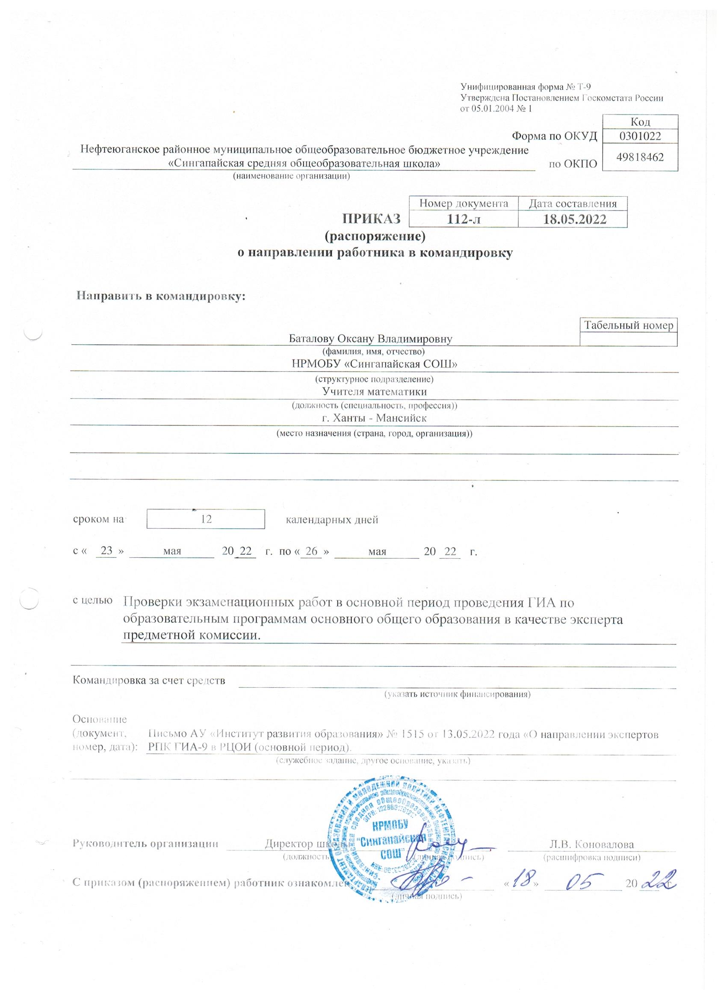 Унифицированная форма № Т-9
Утверждена Постановлением Госкомстата России
от 05.01.2004 № 1
Код
Форма по ОКУД 0301022
Нефтеюганское районное муниципальное общеобразовательное бюджетное учреждение
«Сингапайская средняя общеобразовательная школа» по ОКПО 49818462
(наименование организации)
Номер документа Дата составления
ПРИКАЗ 112-л 18.05.2022
(распоряжение)
о направлении работника в командировку
Направить в командировку:
Табельный номер
Баталову Оксану Владимировну
(фамилия, имя, отчество)
НРМОБУ «Сингапайская СОШ»
(структурное подразделение)
Учителя математики
(должность (специальность, профессия))
г. Ханты - Мансийск
(место назначения (страна, город, организация))
сроком на 12 календарных дней
с « 23 » мая 20 22 г. по « 26 » мая 20 22 г.
с целью Проверки экзаменационных работ в основной период проведения ГИА по
образовательным программам основного общего образования в качестве эксперта
предметной комиссии.
Командировка за счет средств
(указать источник финансирования)
Основание
(документ, Письмо АУ «Институт развития образования» № 1515 от 13.05.2022 года «О направлении экспертов
номер, дата): РПК ГИА-9 в РЦОИ (основной период).
(служебное задание, другое основание, указать)
НРМОБУ
"Сингапайская
СОШ"
Руководитель организации Директор школы Л.В. Коновалова
(должность) (личная подпись) (расшифровка подписи)
С приказом (распоряжением) работник ознакомлен « 18 » 05 20 22 г.
(личная подпись)